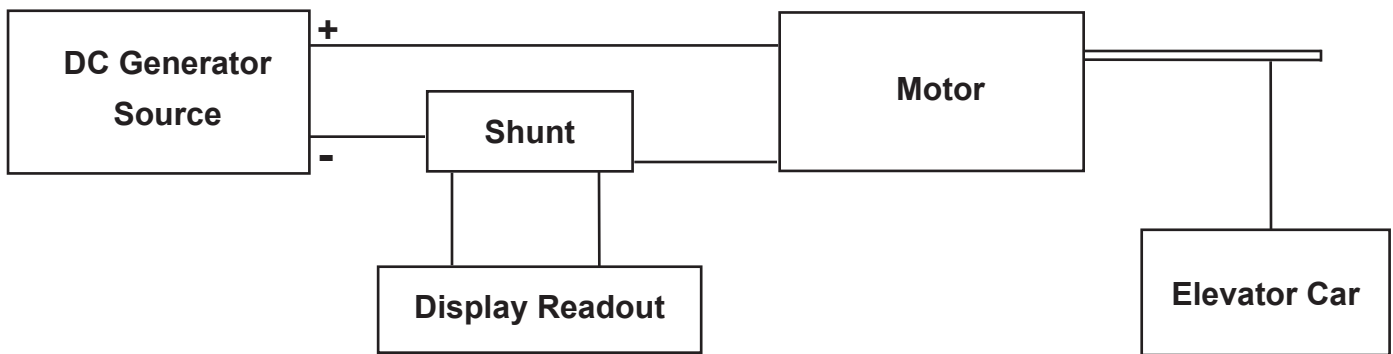 DC Generator
Source
+
-
Shunt
Display Readout
Motor
Elevator Car